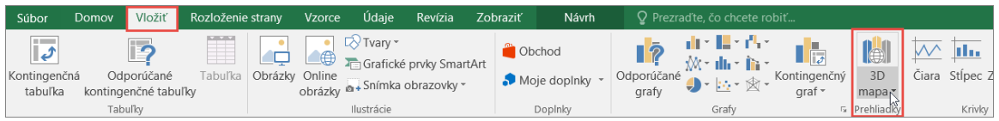 Súbor Domov Vložiť Rozloženie strany Vzorce Údaje Revízia Zobraziť Návrh Prezraďte, čo chcete robiť...
Kontingenčná tabuľka
Odporúčané kontingenčné tabuľky
Tabuľka
Tabuľky
Obrázky
Online obrázky
Tvary
Grafické prvky SmartArt
Snímka obrazovky
Ilustrácie
Obchod
Moje doplnky
Doplnky
Odporúčané grafy
Kontingenčný graf
Grafy
3D mapa
Prehliadky
Čiara
Stĺpec
Z
Krivky